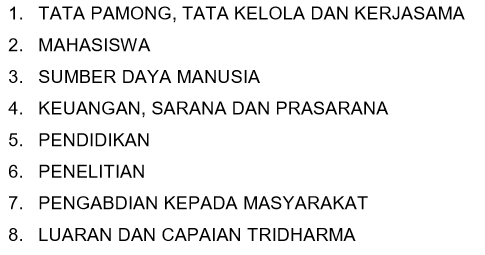 1. TATA PAMONG, TATA KELOLA DAN KERJASAMA
2. MAHASISWA
3. SUMBER DAYA MANUSIA
4. KEUANGAN, SARANA DAN PRASARANA
5. PENDIDIKAN
6. PENELITIAN
7. PENGABDIAN KEPADA MASYARAKAT
8. LUARAN DAN CAPAIAN TRIDHARMA